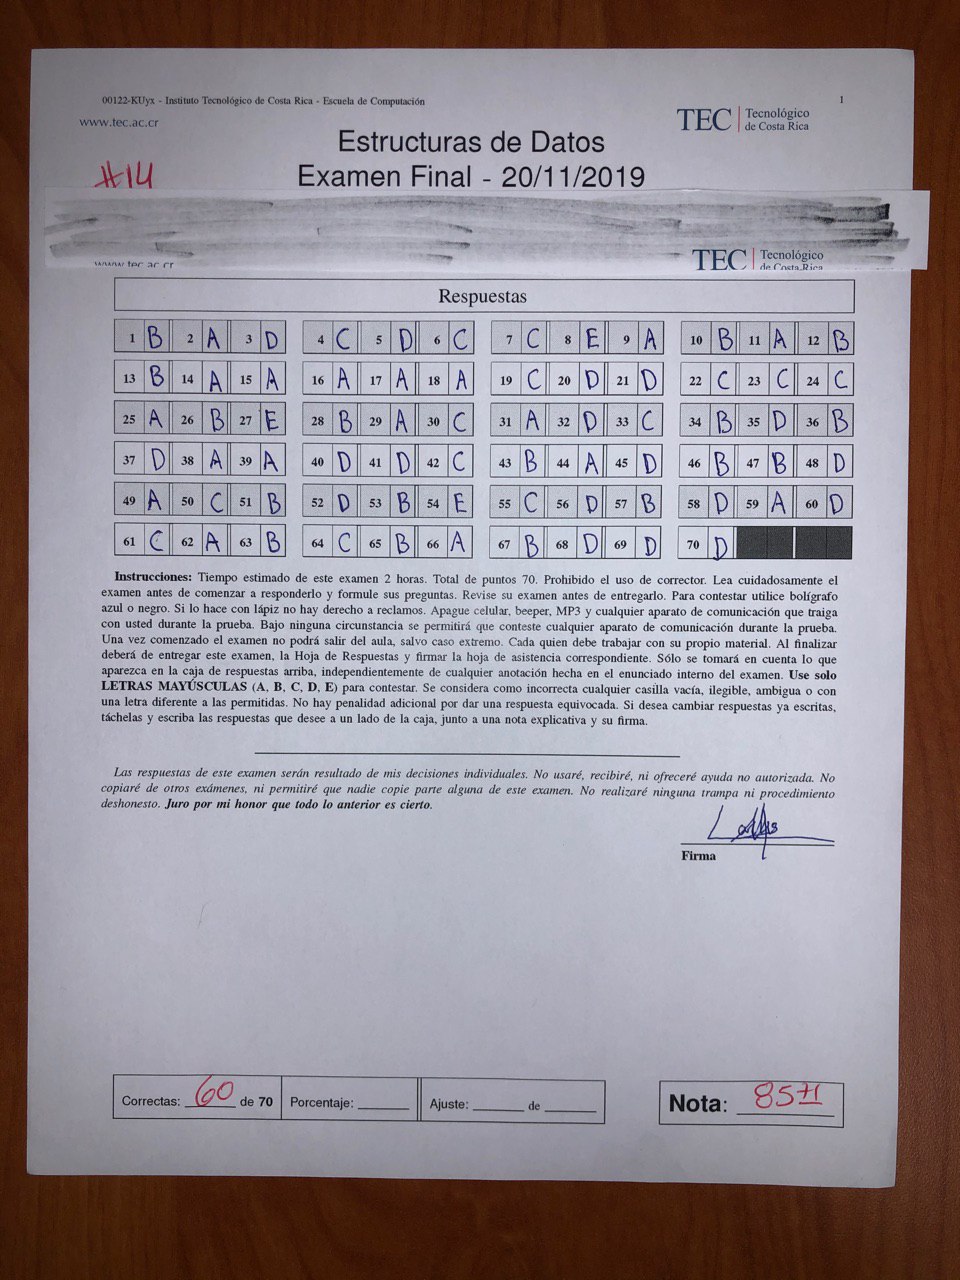 00122-KUyx - Instituto Tecnológico de Costa Rica - Escuela de Computación 1
www.tec.ac.cr
TEC Tecnológico
de Costa Rica
Estructuras de Datos
#14 Examen Final - 20/11/2019
www.tec.ac.cr TEC Tecnológico
de Costa Rica
Respuestas
1 B 2 A 3 D 4 C 5 D 6 C 7 C 8 E 9 A 10 B 11 A 12 B
13 B 14 A 15 A 16 A 17 A 18 A 19 C 20 D 21 D 22 C 23 C 24 C
25 A 26 B 27 E 28 B 29 A 30 C 31 A 32 D 33 C 34 B 35 D 36 B
37 D 38 A 39 A 40 D 41 D 42 C 43 B 44 A 45 D 46 B 47 B 48 D
49 A 50 C 51 B 52 D 53 B 54 E 55 C 56 D 57 B 58 D 59 A 60 D
61 C 62 A 63 B 64 C 65 B 66 A 67 B 68 D 69 D 70 D
Instrucciones: Tiempo estimado de este examen 2 horas. Total de puntos 70. Prohibido el uso de corrector. Lea cuidadosamente el
examen antes de comenzar a responderlo y formule sus preguntas. Revise su examen antes de entregarlo. Para contestar utilice bolígrafo
azul o negro. Si lo hace con lápiz no hay derecho a reclamos. Apague celular, beeper, MP3 y cualquier aparato de comunicación que traiga
con usted durante la prueba. Bajo ninguna circunstancia se permitirá que conteste cualquier aparato de comunicación durante la prueba.
Una vez comenzado el examen no podrá salir del aula, salvo caso extremo. Cada quien debe trabajar con su propio material. Al finalizar
deberá de entregar este examen, la Hoja de Respuestas y firmar la hoja de asistencia correspondiente. Sólo se tomará en cuenta lo que
aparezca en la caja de respuestas arriba, independientemente de cualquier anotación hecha en el enunciado interno del examen. Use solo
LETRAS MAYÚSCULAS (A, B, C, D, E) para contestar. Se considera como incorrecta cualquier casilla vacía, ilegible, ambigua o con
una letra diferente a las permitidas. No hay penalidad adicional por dar una respuesta equivocada. Si desea cambiar respuestas ya escritas,
táchelas y escriba las respuestas que desee a un lado de la caja, junto a una nota explicativa y su firma.
Las respuestas de este examen serán resultado de mis decisiones individuales. No usaré, recibiré, ni ofreceré ayuda no autorizada. No
copiaré de otros exámenes, ni permitiré que nadie copie parte alguna de este examen. No realizaré ninguna trampa ni procedimiento
deshonesto. Juro por mi honor que todo lo anterior es cierto.
Firma
Correctas: 60 de 70 Porcentaje: Ajuste: de Nota: 85.71